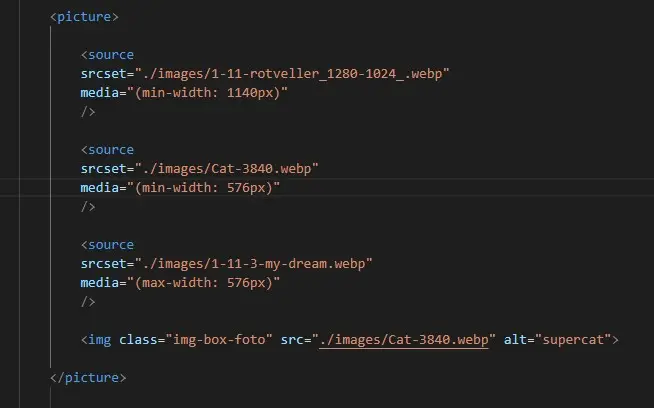 <picture>
<source
srcset="./images/1-11-rotveller_1280-1024_.webp"
media="(min-width: 1140px)"
/>
<source
srcset="./images/Cat-3840.webp"
media="(min-width: 576px)"
/>
<source
srcset="./images/1-11-3-my-dream.webp"
media="(max-width: 576px)"
/>
<img class="img-box-foto" src="./images/Cat-3840.webp" alt="supercat">
</picture>